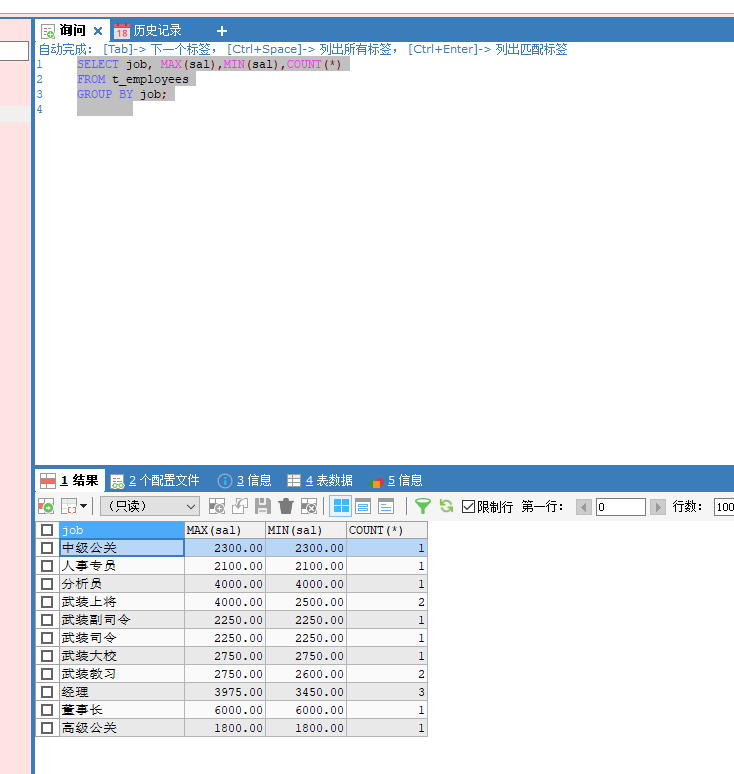 询问 × 18 历史记录 +
自动完成： [Tab]-> 下一个标签， [Ctrl+Space]-> 列出所有标签， [Ctrl+Enter]-> 列出匹配标签
1 SELECT job, MAX(sal),MIN(sal),COUNT(*)
2 FROM t_employees
3 GROUP BY job;
4
1 结果 2 个配置文件 3 信息 4 表数据 5 信息
（只读） 限制行 第一行： 0 行数： 100
job MAX(sal) MIN(sal) COUNT(*)
中级公关 2300.00 2300.00 1
人事专员 2100.00 2100.00 1
分析员 4000.00 4000.00 1
武装上将 4000.00 2500.00 2
武装副司令 2250.00 2250.00 1
武装司令 2250.00 2250.00 1
武装大校 2750.00 2750.00 1
武装教习 2750.00 2600.00 2
经理 3975.00 3450.00 3
董事长 6000.00 6000.00 1
高级公关 1800.00 1800.00 1